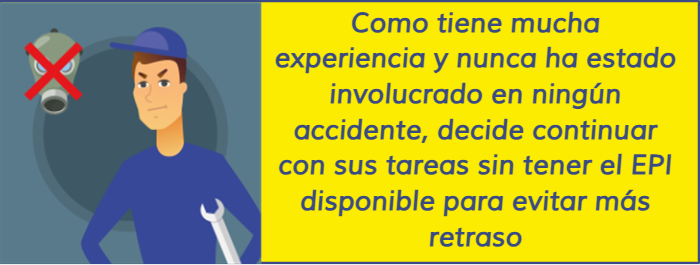 Como tiene mucha
experiencia y nunca ha estado
involucrado en ningún
accidente, decide continuar
con sus tareas sin tener el EPI
disponible para evitar más
retraso